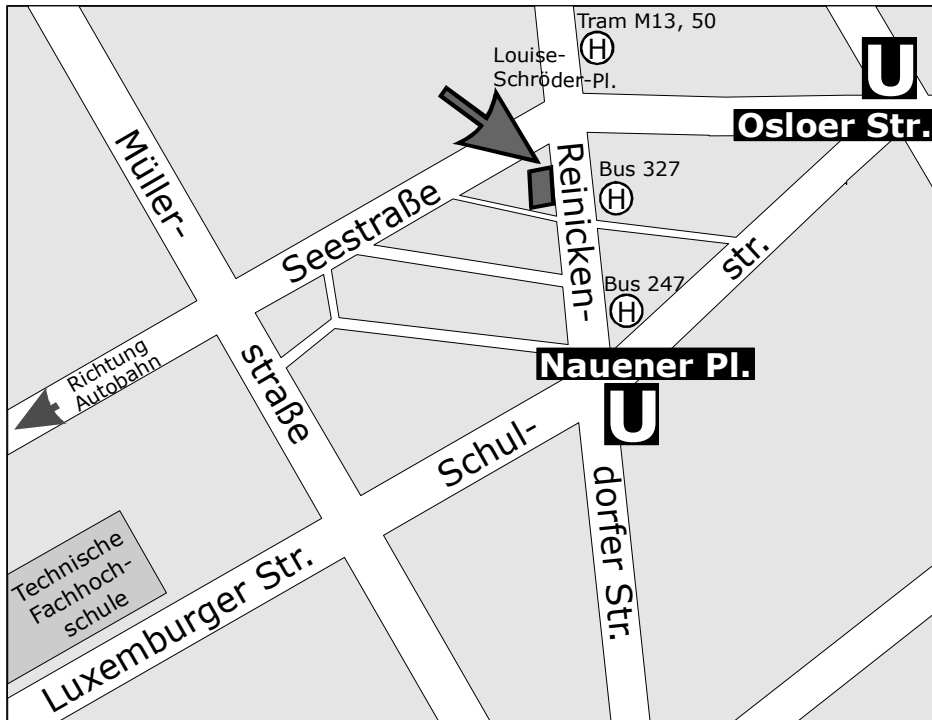 Tram M13, 50
H
Louise-
Schröder-Pl.
U
Osloer Str.
Müller-
straße
Seestraße
Reinicken-
dorfer Str.
Bus 327
H
Bus 247
H
Schul-
str.
Nauener Pl.
U
Richtung
Autobahn
Technische
Fachhoch-
schule
Luxemburger Str.